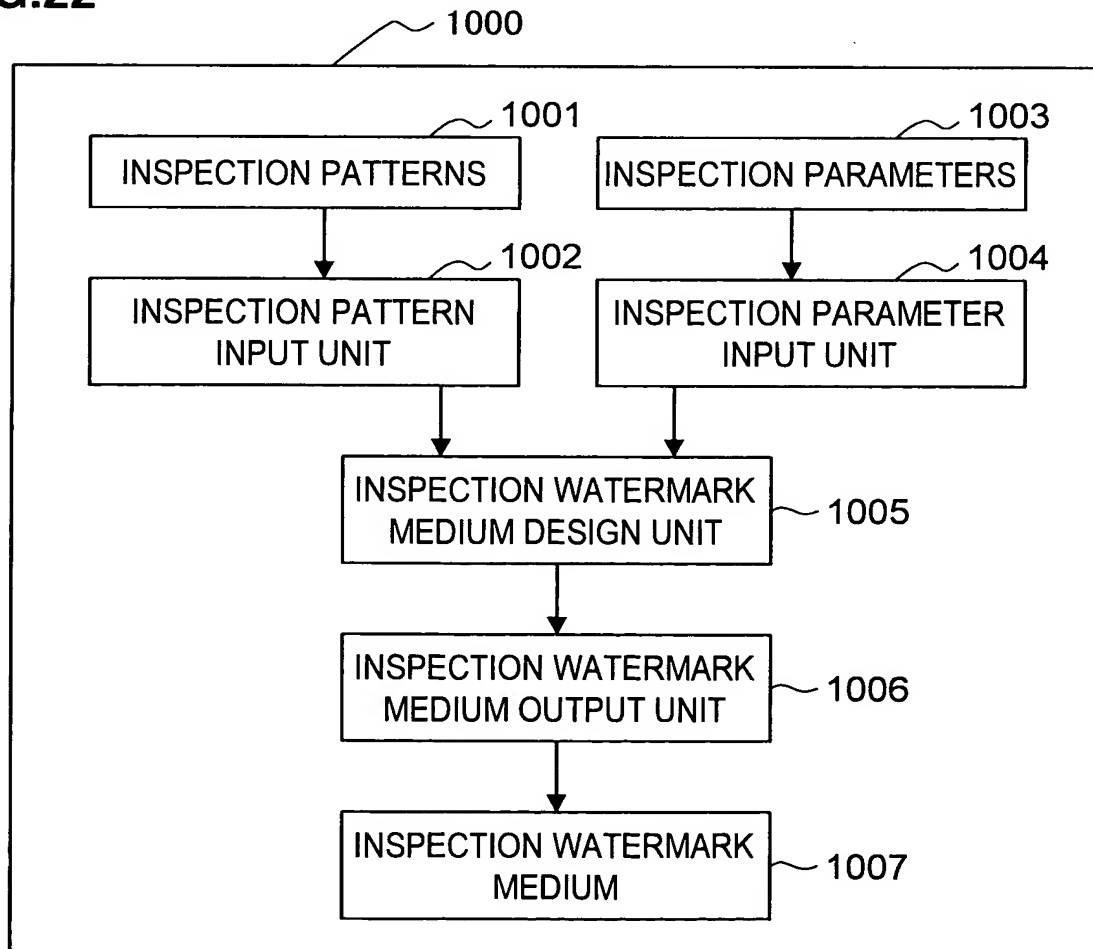 G.22
1000
1001
1003
INSPECTION PATTERNS
INSPECTION PARAMETERS
1002
1004
INSPECTION PATTERN
INPUT UNIT
INSPECTION PARAMETER
INPUT UNIT
INSPECTION WATERMARK
MEDIUM DESIGN UNIT
1005
INSPECTION WATERMARK
MEDIUM OUTPUT UNIT
1006
INSPECTION WATERMARK
MEDIUM
1007